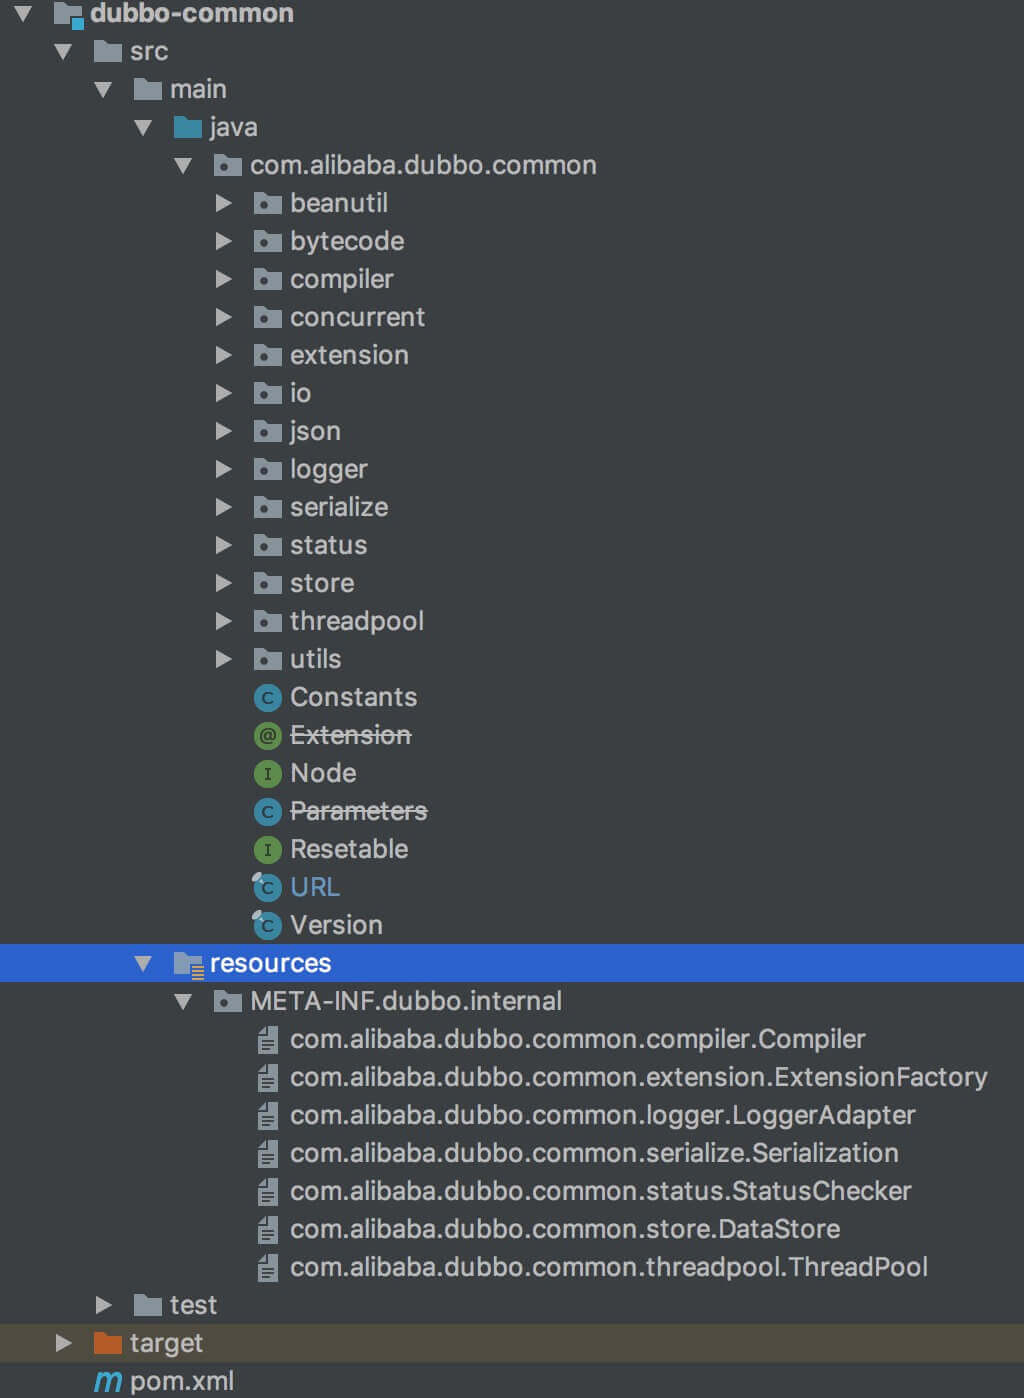 dubbo-common
src
main
java
com.alibaba.dubbo.common
beanutil
bytecode
compiler
concurrent
extension
io
json
logger
serialize
status
store
threadpool
utils
C Constants
@ Extension
I Node
C Parameters
I Resetable
C URL
C Version
resources
META-INF.dubbo.internal
com.alibaba.dubbo.common.compiler.Compiler
com.alibaba.dubbo.common.extension.ExtensionFactory
com.alibaba.dubbo.common.logger.LoggerAdapter
com.alibaba.dubbo.common.serialize.Serialization
com.alibaba.dubbo.common.status.StatusChecker
com.alibaba.dubbo.common.store.DataStore
com.alibaba.dubbo.common.threadpool.ThreadPool
test
target
m pom.xml